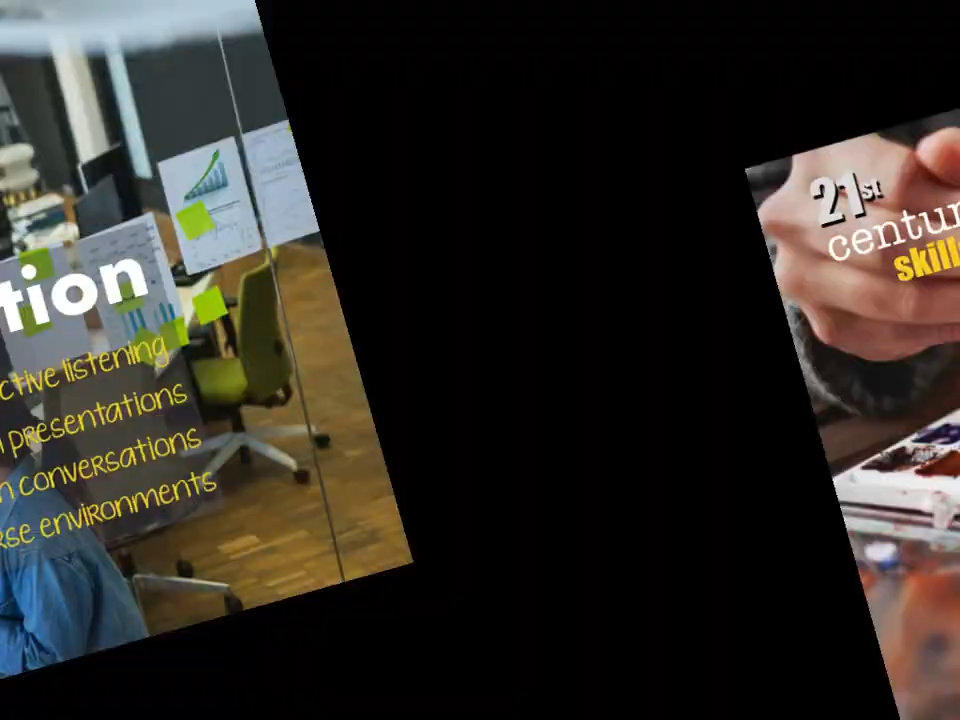 tion
ctive listening
presentations
n conversations
rse environments
21st
centur
skill